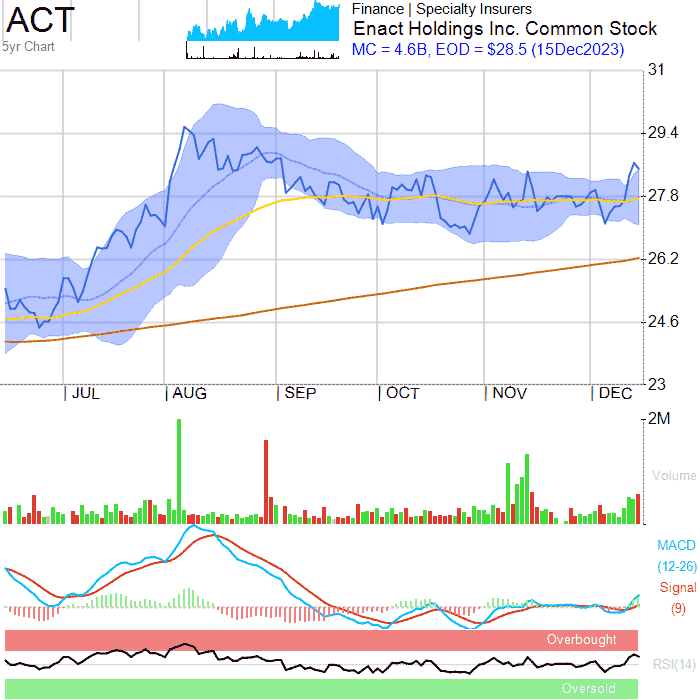 ACT
Finance | Specialty Insurers
Enact Holdings Inc. Common Stock
5yr Chart
MC = 4.6B, EOD = $28.5 (15Dec2023)
31
29.4
27.8
26.2
24.6
23
JUL
AUG
SEP
OCT
NOV
DEC
2M
Volume
MACD
(12-26)
Signal
(9)
Overbought
RSI(14)
Oversold